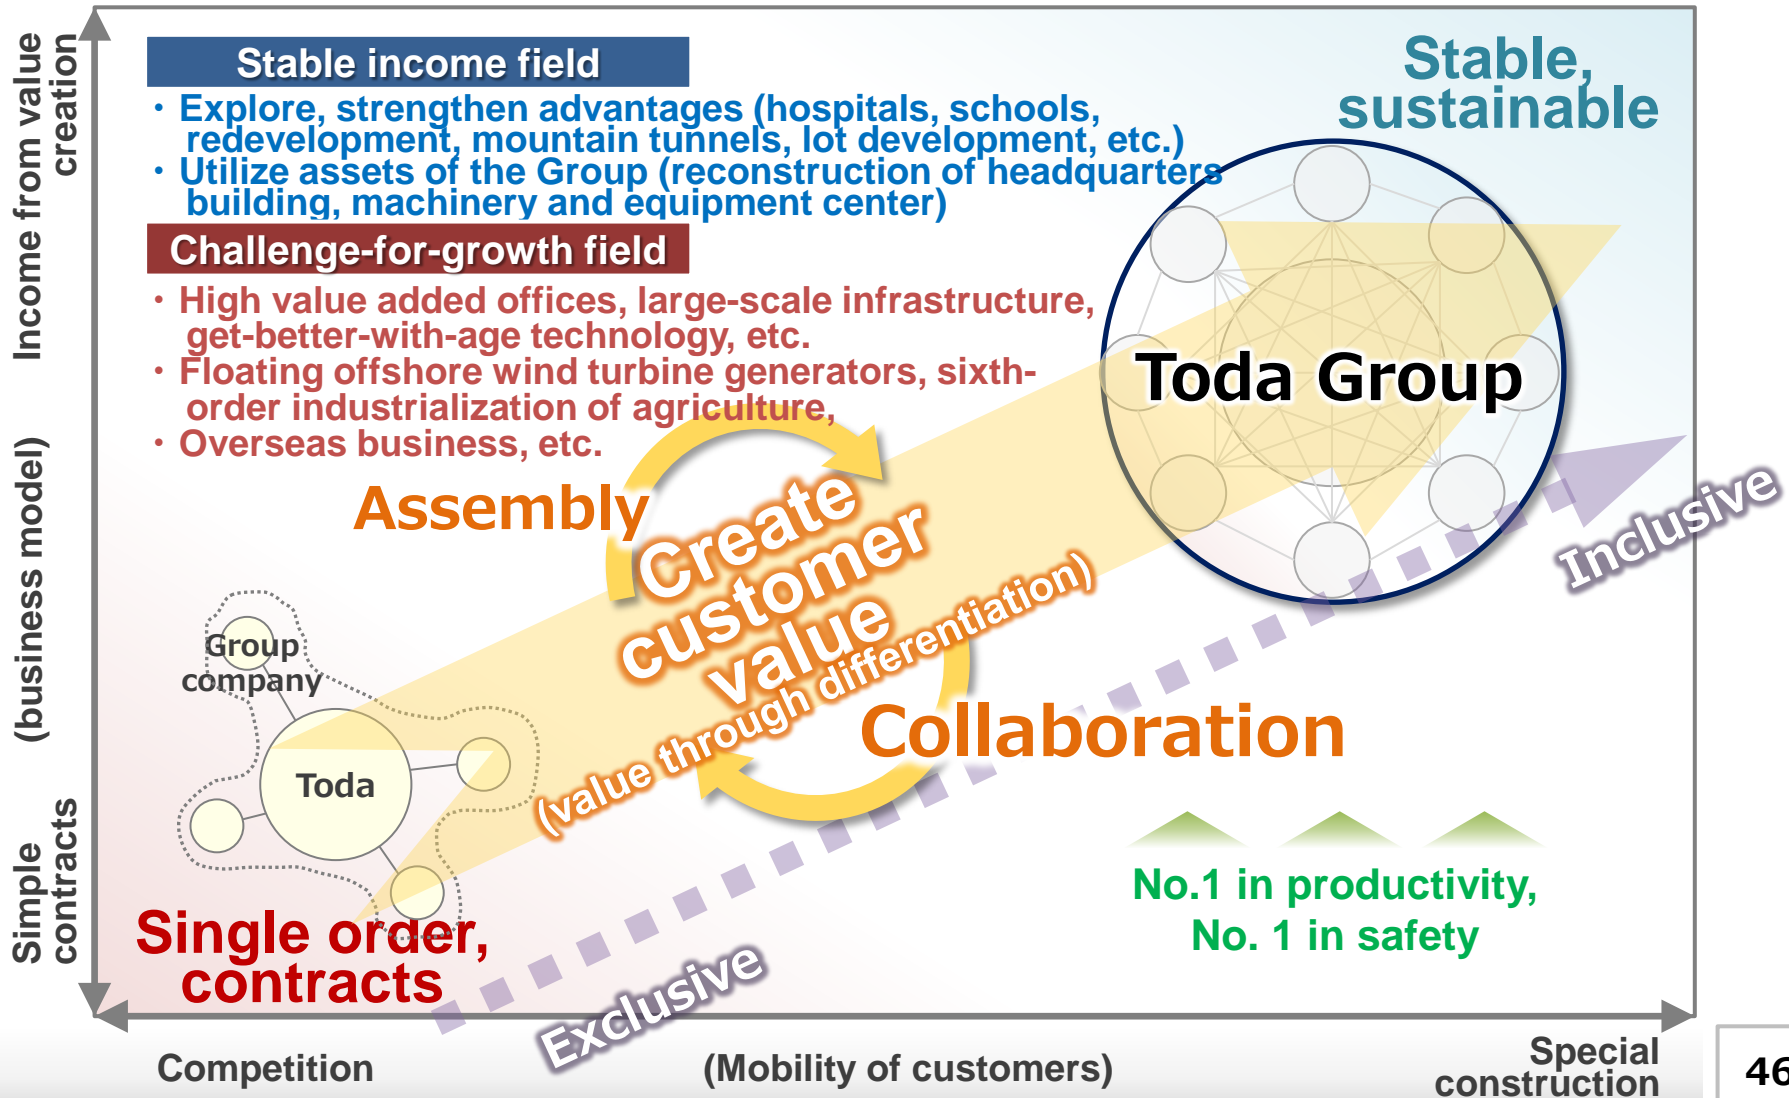 Income from value
creation
(business model)
Simple
contracts
Stable income field
・Explore, strengthen advantages (hospitals, schools,
redevelopment, mountain tunnels, lot development, etc.)
・Utilize assets of the Group (reconstruction of headquarters
building, machinery and equipment center)
Challenge-for-growth field
・High value added offices, large-scale infrastructure,
get-better-with-age technology, etc.
・Floating offshore wind turbine generators, sixth-
order industrialization of agriculture,
・Overseas business, etc.
Stable,
sustainable
Toda Group
Assembly
Create
customer
value
(value through differentiation)
Collaboration
Inclusive
Exclusive
Group
company
Toda
Single order,
contracts
No.1 in productivity,
No. 1 in safety
Competition
(Mobility of customers)
Special
construction
46